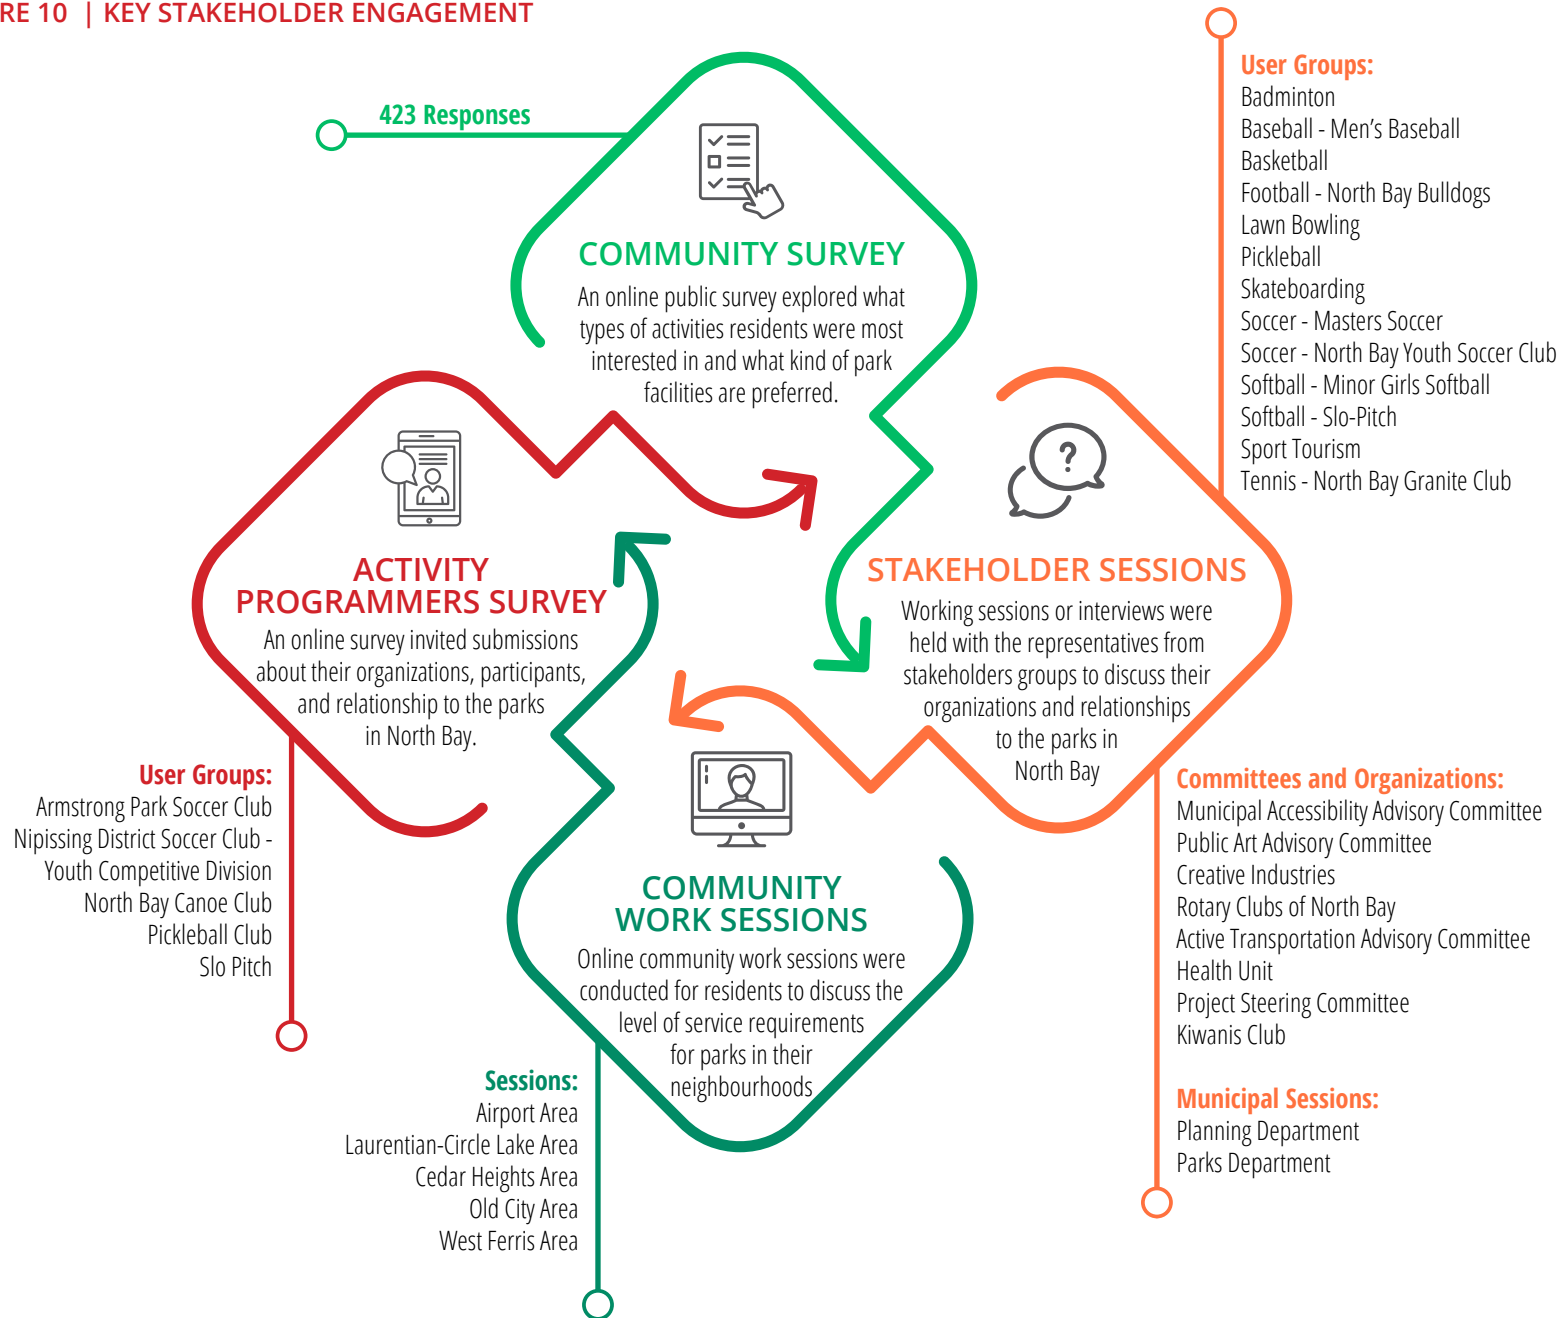 RE 10 | KEY STAKEHOLDER ENGAGEMENT
423 Responses
COMMUNITY SURVEY
An online public survey explored what
types of activities residents were most
interested in and what kind of park
facilities are preferred.
User Groups:
Badminton
Baseball - Men's Baseball
Basketball
Football - North Bay Bulldogs
Lawn Bowling
Pickleball
Skateboarding
Soccer - Masters Soccer
Soccer - North Bay Youth Soccer Club
Softball - Minor Girls Softball
Softball - Slo-Pitch
Sport Tourism
Tennis - North Bay Granite Club
?
ACTIVITY
PROGRAMMERS SURVEY
An online survey invited submissions
about their organizations, participants,
and relationship to the parks
in North Bay.
User Groups:
Armstrong Park Soccer Club
Nipissing District Soccer Club -
Youth Competitive Division
North Bay Canoe Club
Pickleball Club
Slo Pitch
STAKEHOLDER SESSIONS
Working sessions or interviews were
held with the representatives from
stakeholders groups to discuss their
organizations and relationships
to the parks in
North Bay
Committees and Organizations:
Municipal Accessibility Advisory Committee
Public Art Advisory Committee
Creative Industries
Rotary Clubs of North Bay
Active Transportation Advisory Committee
Health Unit
Project Steering Committee
Kiwanis Club
Municipal Sessions:
Planning Department
Parks Department
COMMUNITY
WORK SESSIONS
Online community work sessions were
conducted for residents to discuss the
level of service requirements
for parks in their
neighbourhoods
Sessions:
Airport Area
Laurentian-Circle Lake Area
Cedar Heights Area
Old City Area
West Ferris Area